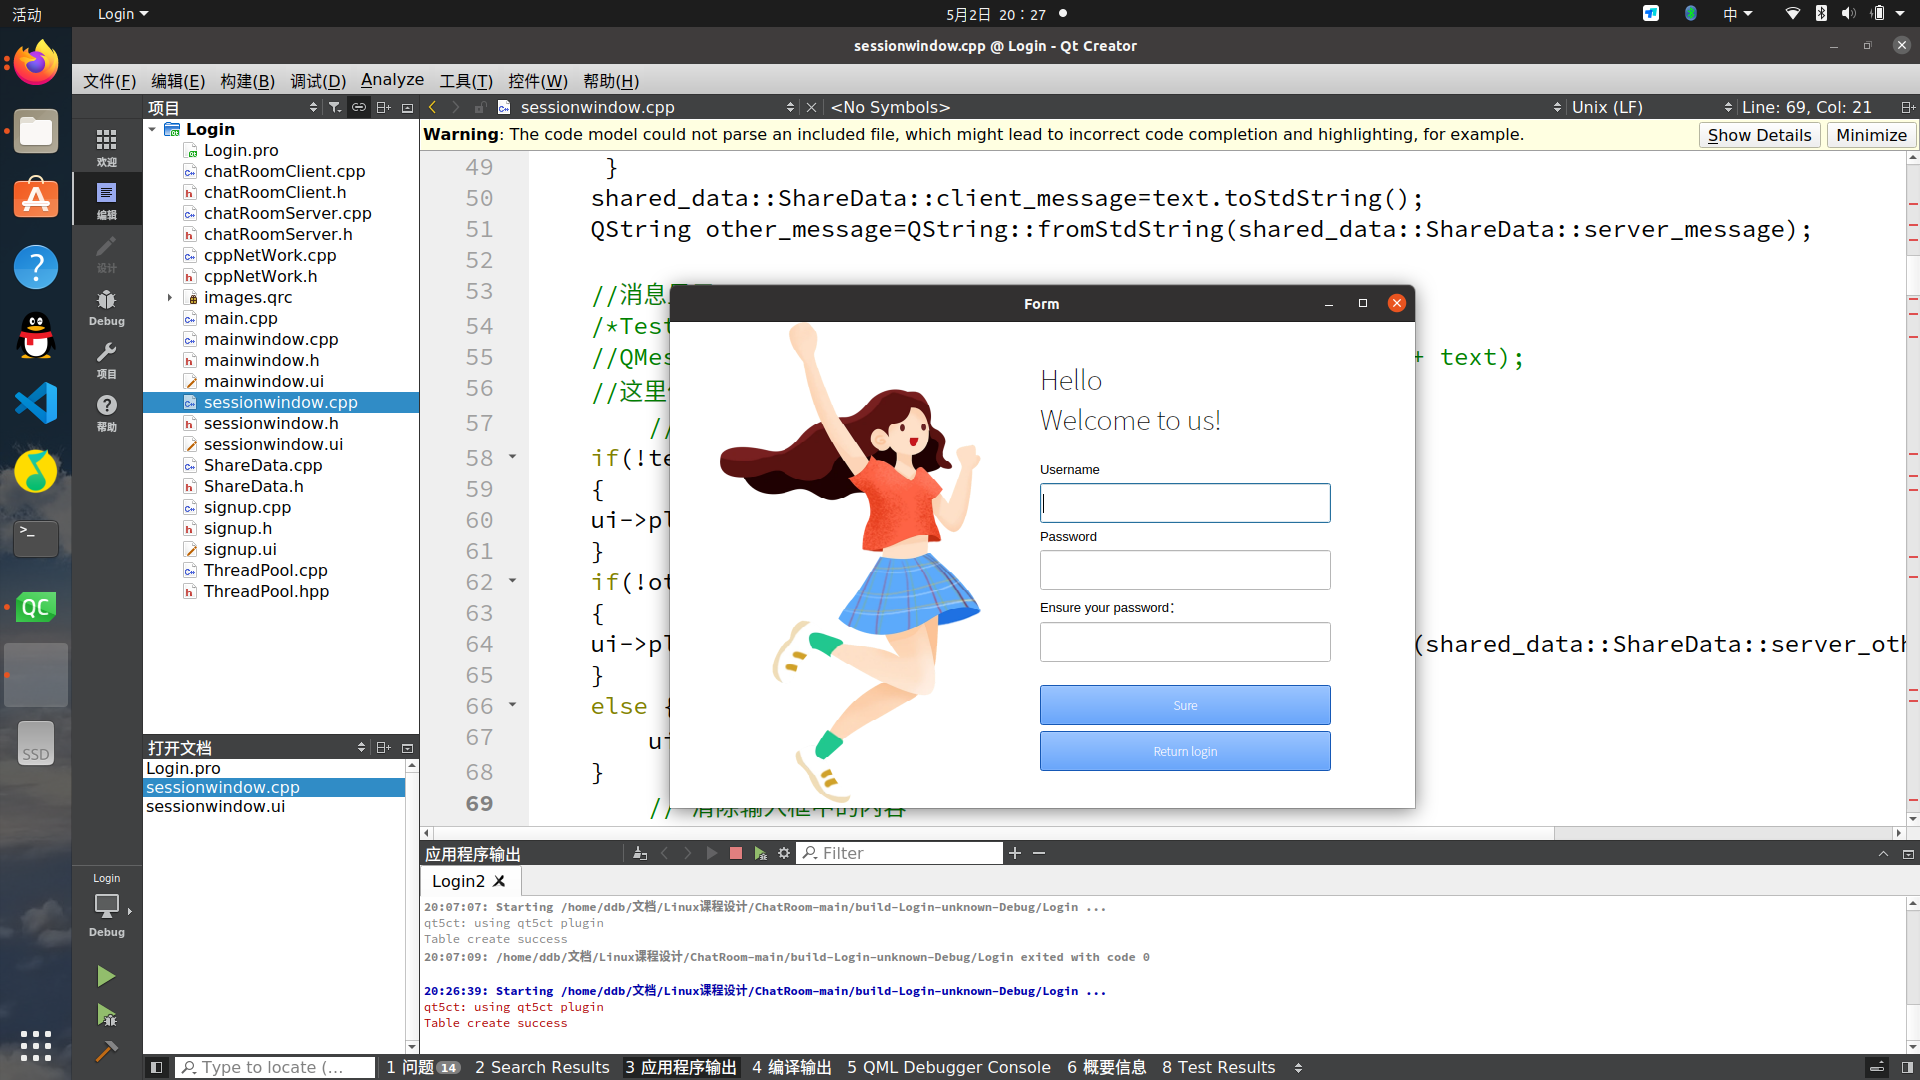 活动
Login
5月2日 20：27
中
sessionwindow.cpp @ Login - Qt Creator
文件(F) 编辑(E) 构建(B) 调试(D) Analyze 工具(T) 控件(W) 帮助(H)
项目
sessionwindow.cpp
<No Symbols>
Unix (LF)
Line: 69, Col: 21
Warning: The code model could not parse an included file, which might lead to incorrect code completion and highlighting, for example.
Show Details
Minimize
欢迎
编辑
设计
Debug
项目
帮助
Login
Login.pro
chatRoomClient.cpp
chatRoomClient.h
chatRoomServer.cpp
chatRoomServer.h
cppNetWork.cpp
cppNetWork.h
images.qrc
main.cpp
mainwindow.cpp
mainwindow.h
mainwindow.ui
sessionwindow.cpp
sessionwindow.h
sessionwindow.ui
ShareData.cpp
ShareData.h
signup.cpp
signup.h
signup.ui
ThreadPool.cpp
ThreadPool.hpp
打开文档
Login.pro
sessionwindow.cpp
sessionwindow.ui
49 }
50 shared_data::ShareData::client_message=text.toStdString();
51 QString other_message=QString::fromStdString(shared_data::ShareData::server_message);
52
53 //消息
54 /*Test
55 //QMes + text);
56 //这里
57 //
58 if(!te
59 {
60 ui->pl
61 }
62 if(!ot
63 {
64 ui->pl (shared_data::ShareData::server_oth
65 }
66 else {
67 ui
68 }
69 // 清除输入框中的内容
Form
Hello
Welcome to us!
Username
Password
Ensure your password：
Sure
Return login
应用程序输出
Filter
Login2
20:07:07: Starting /home/ddb/文档/Linux课程设计/ChatRoom-main/build-Login-unknown-Debug/Login ...
qt5ct: using qt5ct plugin
Table create success
20:07:09: /home/ddb/文档/Linux课程设计/ChatRoom-main/build-Login-unknown-Debug/Login exited with code 0
20:26:39: Starting /home/ddb/文档/Linux课程设计/ChatRoom-main/build-Login-unknown-Debug/Login ...
qt5ct: using qt5ct plugin
Table create success
Login
Debug
QC
SSD
Type to locate (...
1 问题 14
2 Search Results
3 应用程序输出
4 编译输出
5 QML Debugger Console
6 概要信息
8 Test Results